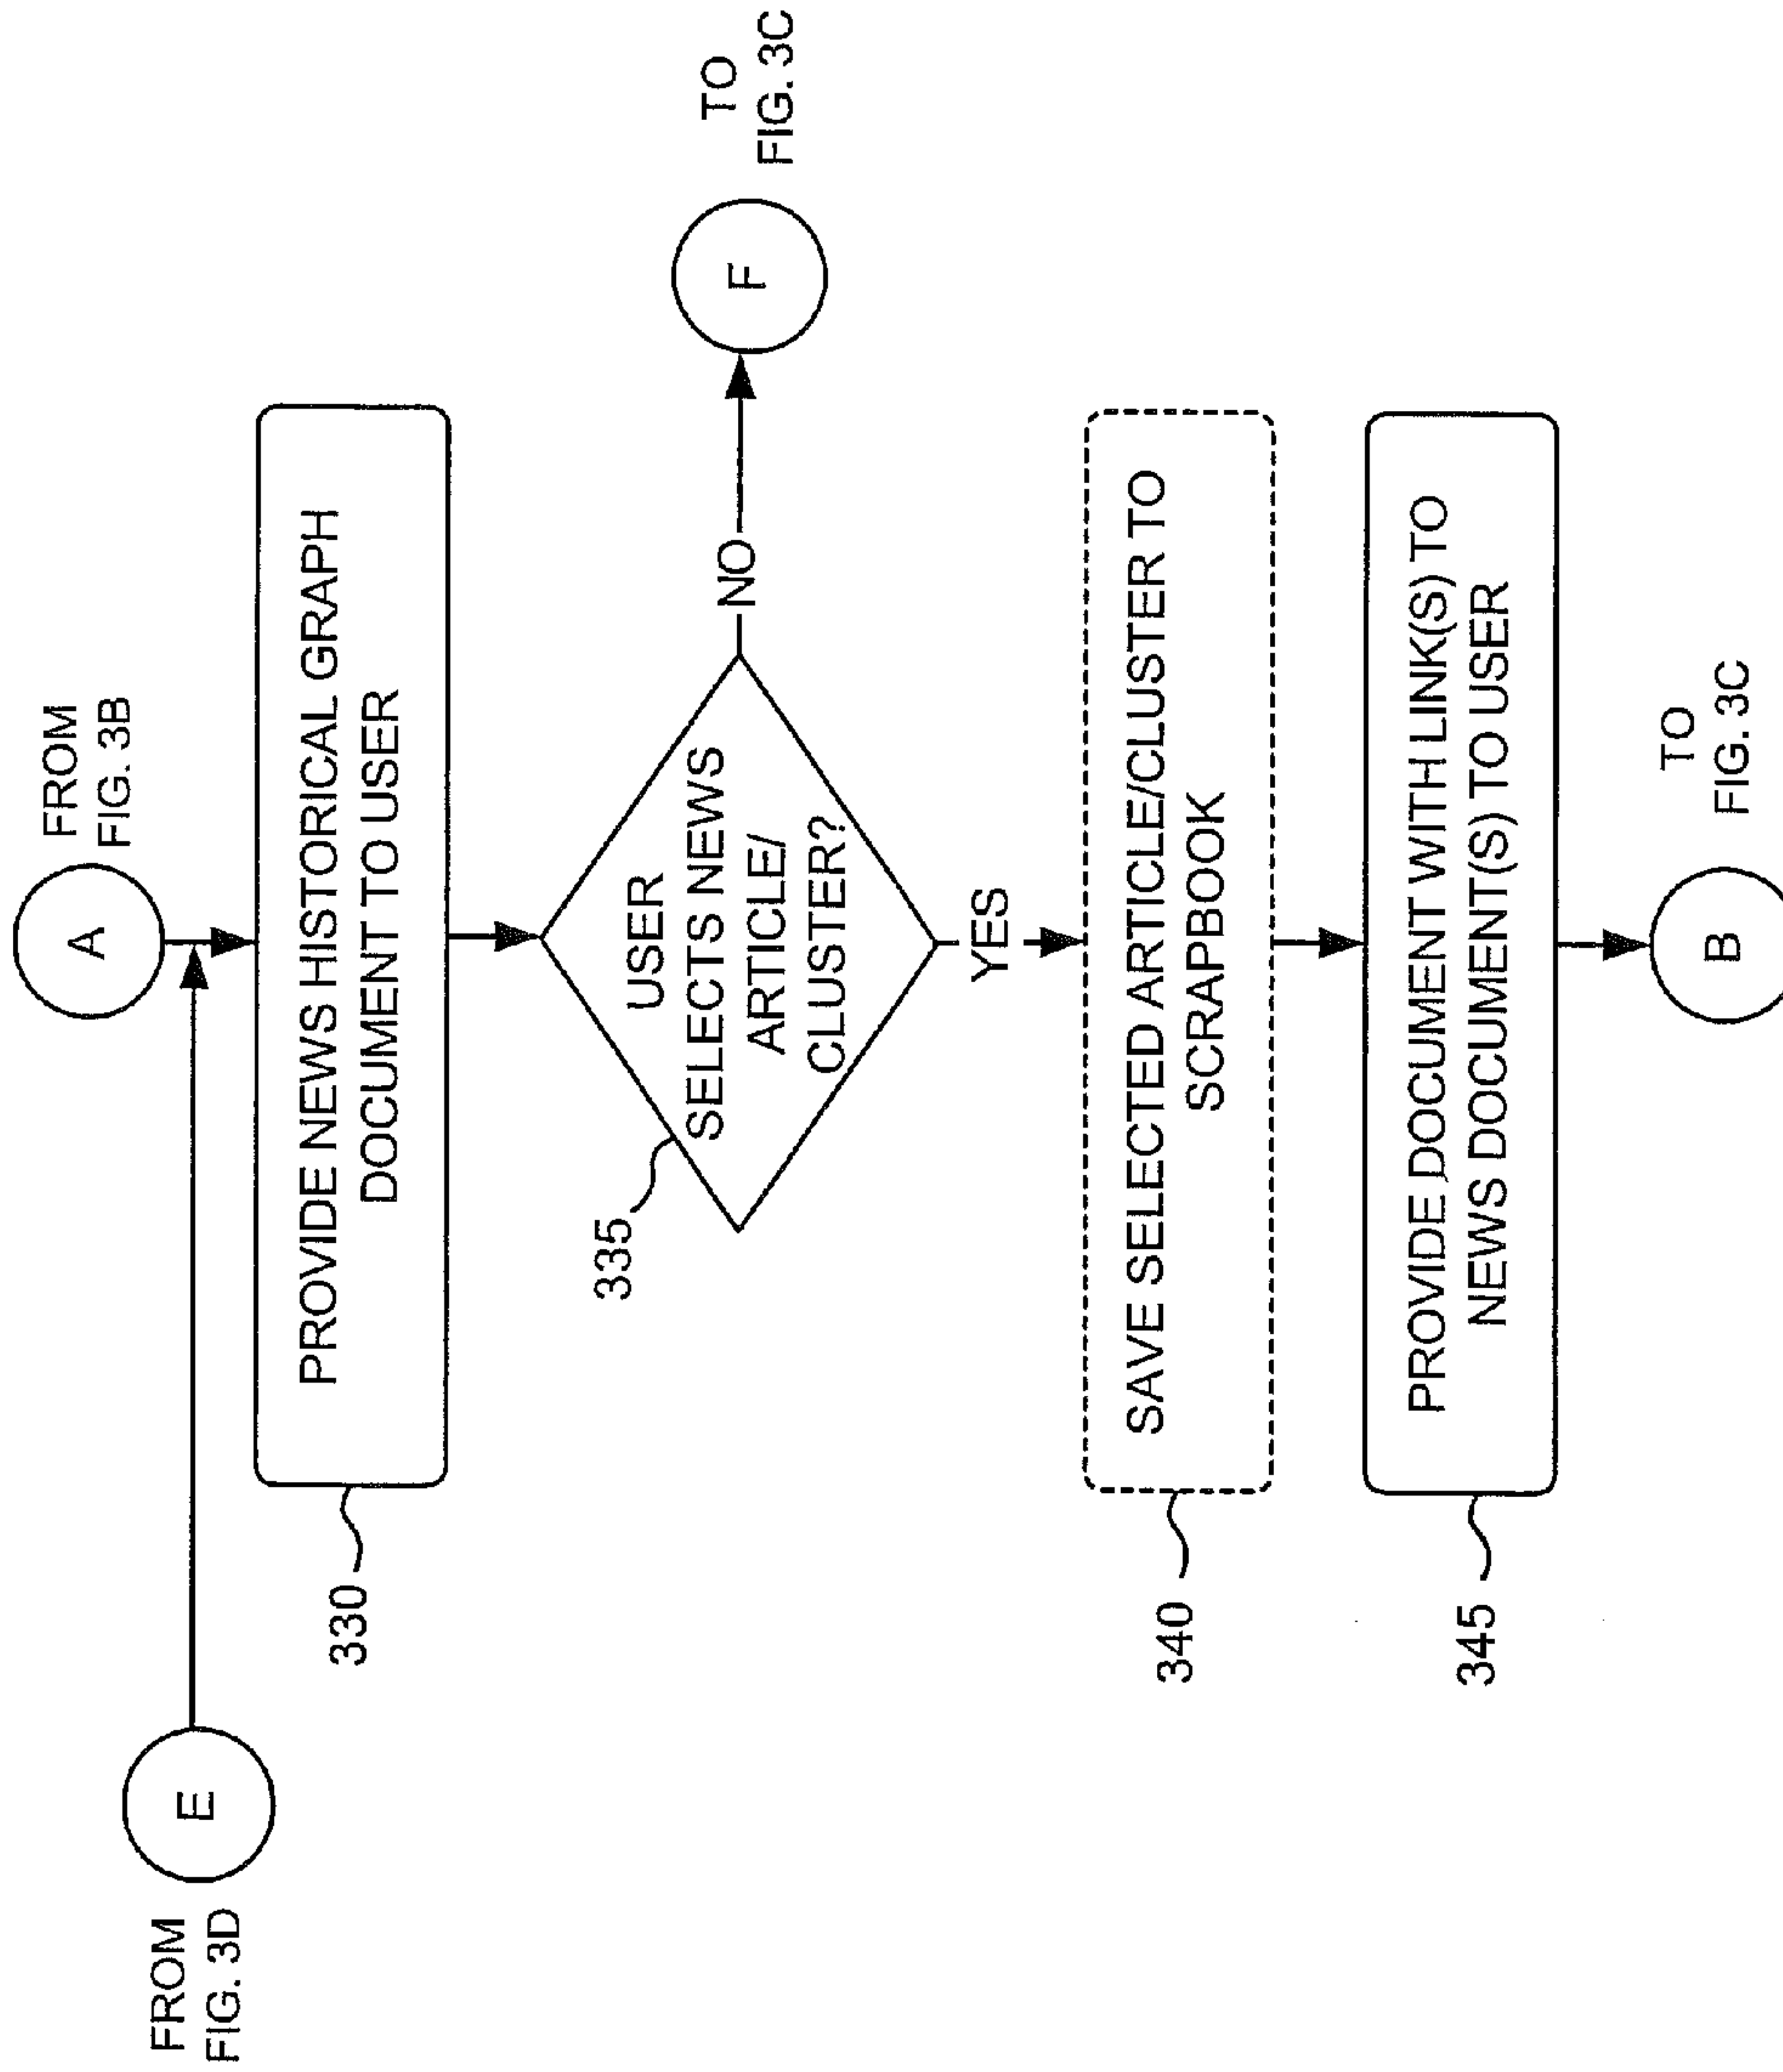 FROM
FIG. 3B
A
FROM
FIG. 3D
E
PROVIDE NEWS HISTORICAL GRAPH
DOCUMENT TO USER
330
USER
SELECTS NEWS
ARTICLE/
CLUSTER?
335
NO
F
TO
FIG. 3C
YES
SAVE SELECTED ARTICLE/CLUSTER TO
SCRAPBOOK
340
PROVIDE DOCUMENT WITH LINK(S) TO
NEWS DOCUMENT(S) TO USER
345
B
TO
FIG. 3C